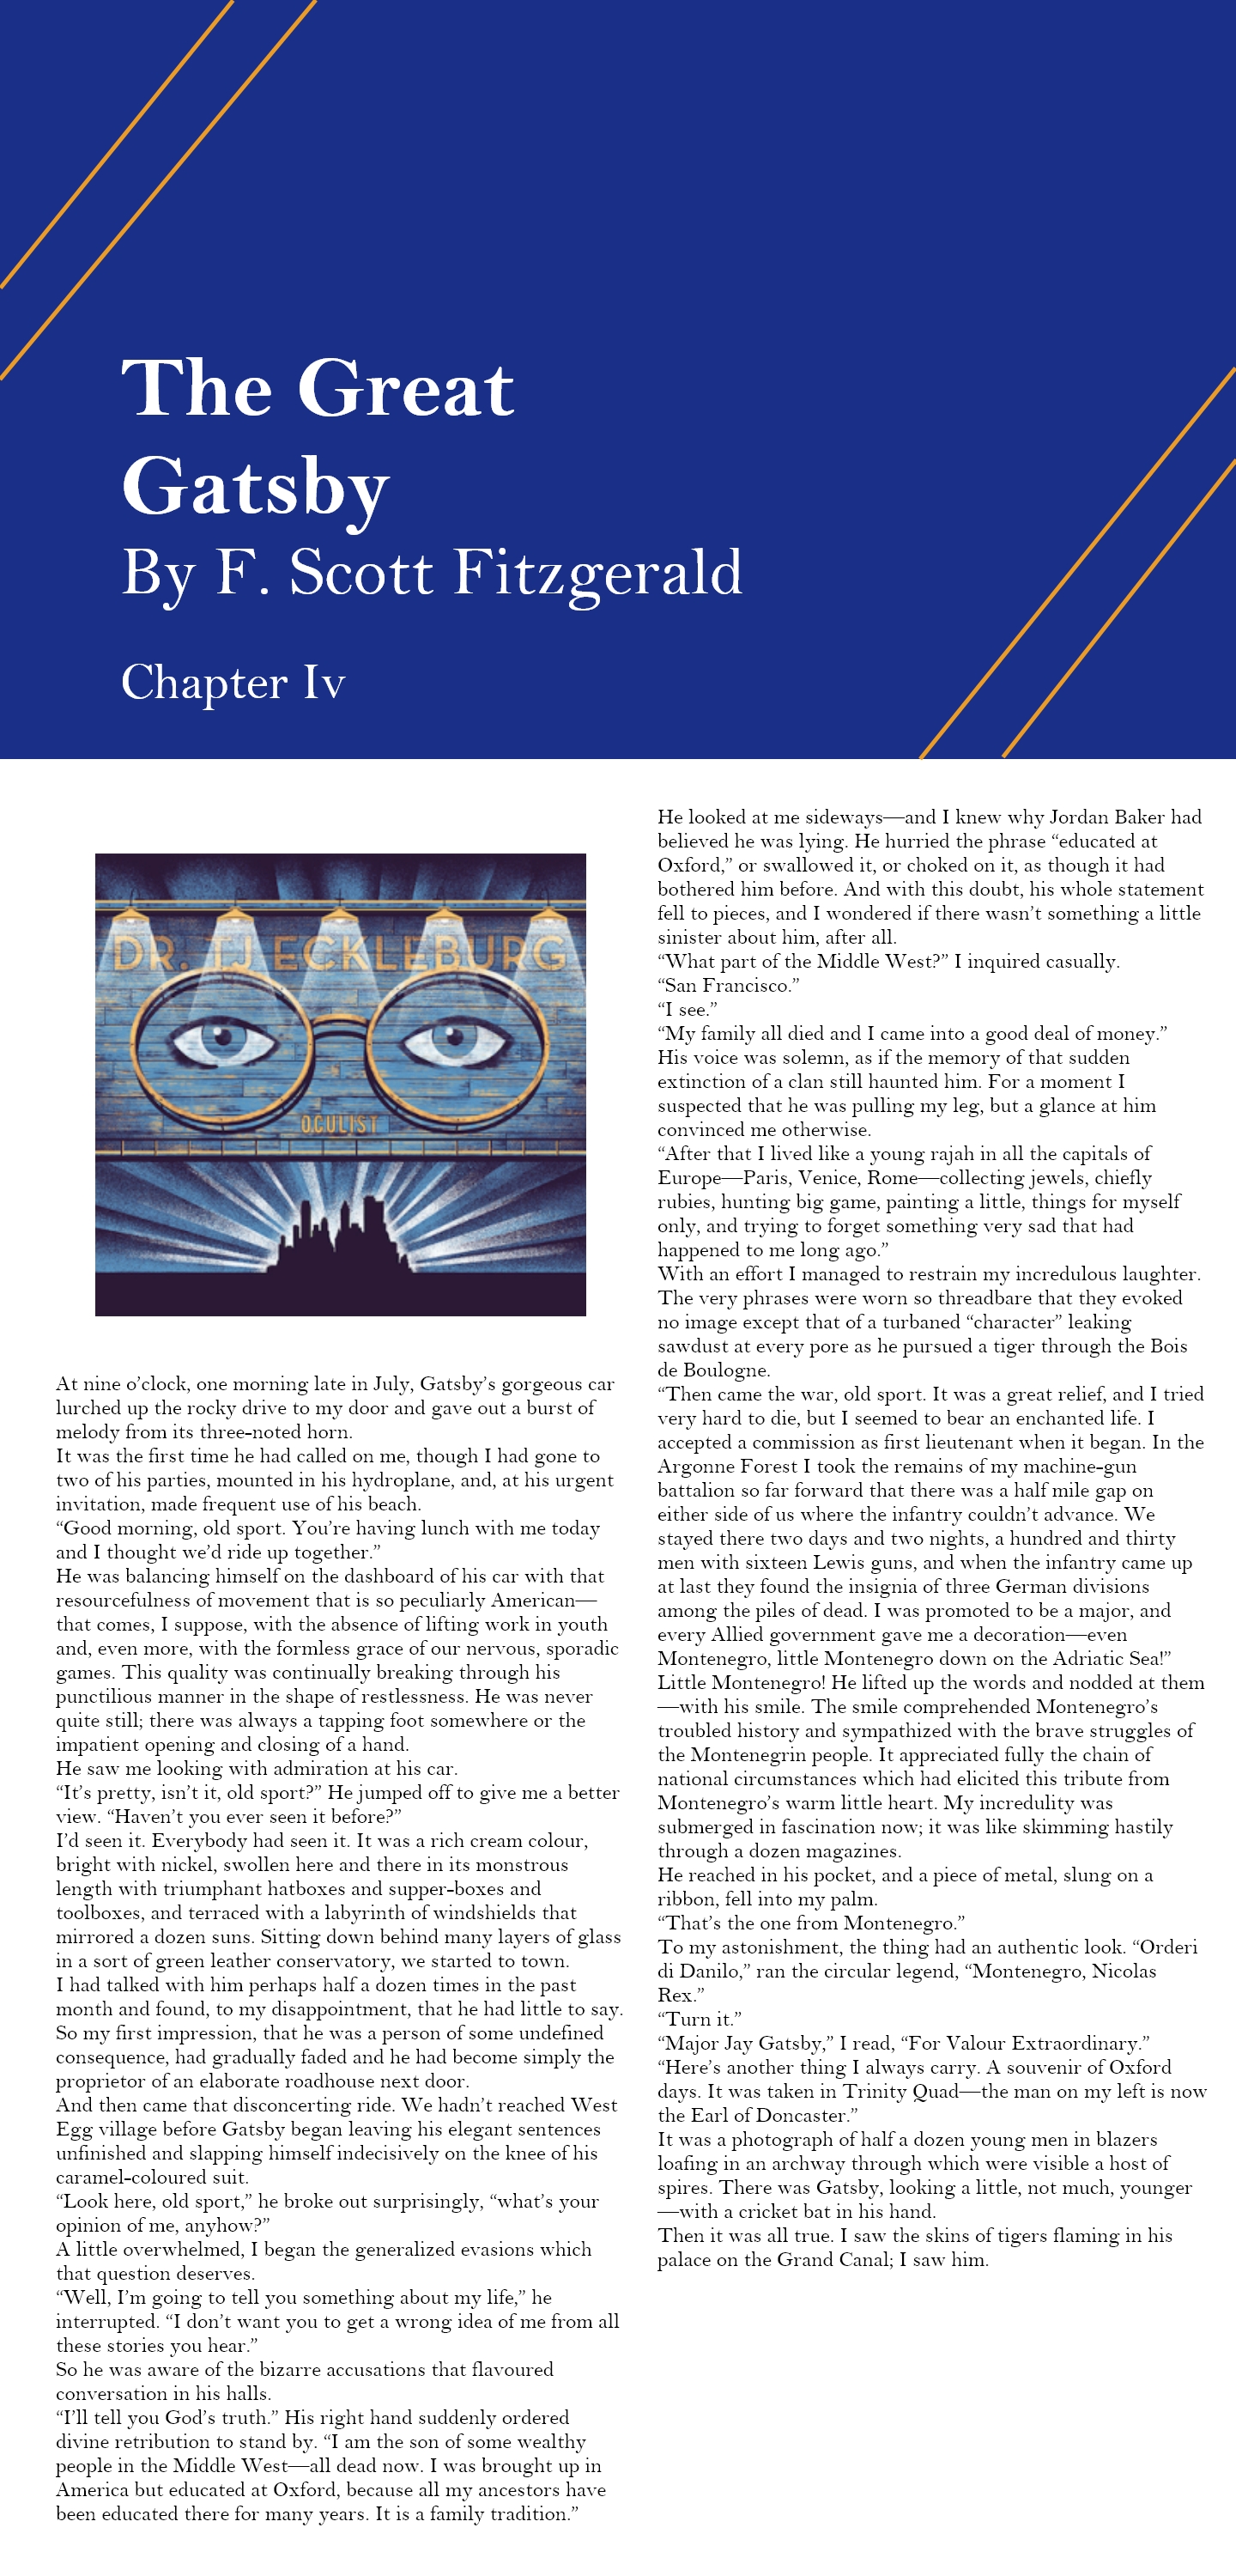 The Great
Gatsby
By F. Scott Fitzgerald
Chapter Iv
DR. TJ ECKLEBURG
OCULIST
At nine o’clock, one morning late in July, Gatsby’s gorgeous car
lurched up the rocky drive to my door and gave out a burst of
melody from its three-noted horn.
It was the first time he had called on me, though I had gone to
two of his parties, mounted in his hydroplane, and, at his urgent
invitation, made frequent use of his beach.
“Good morning, old sport. You’re having lunch with me today
and I thought we’d ride up together.”
He was balancing himself on the dashboard of his car with that
resourcefulness of movement that is so peculiarly American—
that comes, I suppose, with the absence of lifting work in youth
and, even more, with the formless grace of our nervous, sporadic
games. This quality was continually breaking through his
punctilious manner in the shape of restlessness. He was never
quite still; there was always a tapping foot somewhere or the
impatient opening and closing of a hand.
He saw me looking with admiration at his car.
“It’s pretty, isn’t it, old sport?” He jumped off to give me a better
view. “Haven’t you ever seen it before?”
I’d seen it. Everybody had seen it. It was a rich cream colour,
bright with nickel, swollen here and there in its monstrous
length with triumphant hatboxes and supper-boxes and
toolboxes, and terraced with a labyrinth of windshields that
mirrored a dozen suns. Sitting down behind many layers of glass
in a sort of green leather conservatory, we started to town.
I had talked with him perhaps half a dozen times in the past
month and found, to my disappointment, that he had little to say.
So my first impression, that he was a person of some undefined
consequence, had gradually faded and he had become simply the
proprietor of an elaborate roadhouse next door.
And then came that disconcerting ride. We hadn’t reached West
Egg village before Gatsby began leaving his elegant sentences
unfinished and slapping himself indecisively on the knee of his
caramel-coloured suit.
“Look here, old sport,” he broke out surprisingly, “what’s your
opinion of me, anyhow?”
A little overwhelmed, I began the generalized evasions which
that question deserves.
“Well, I’m going to tell you something about my life,” he
interrupted. “I don’t want you to get a wrong idea of me from all
these stories you hear.”
So he was aware of the bizarre accusations that flavoured
conversation in his halls.
“I’ll tell you God’s truth.” His right hand suddenly ordered
divine retribution to stand by. “I am the son of some wealthy
people in the Middle West—all dead now. I was brought up in
America but educated at Oxford, because all my ancestors have
been educated there for many years. It is a family tradition.”
He looked at me sideways—and I knew why Jordan Baker had
believed he was lying. He hurried the phrase “educated at
Oxford,” or swallowed it, or choked on it, as though it had
bothered him before. And with this doubt, his whole statement
fell to pieces, and I wondered if there wasn’t something a little
sinister about him, after all.
“What part of the Middle West?” I inquired casually.
“San Francisco.”
“I see.”
“My family all died and I came into a good deal of money.”
His voice was solemn, as if the memory of that sudden
extinction of a clan still haunted him. For a moment I
suspected that he was pulling my leg, but a glance at him
convinced me otherwise.
“After that I lived like a young rajah in all the capitals of
Europe—Paris, Venice, Rome—collecting jewels, chiefly
rubies, hunting big game, painting a little, things for myself
only, and trying to forget something very sad that had
happened to me long ago.”
With an effort I managed to restrain my incredulous laughter.
The very phrases were worn so threadbare that they evoked
no image except that of a turbaned “character” leaking
sawdust at every pore as he pursued a tiger through the Bois
de Boulogne.
“Then came the war, old sport. It was a great relief, and I tried
very hard to die, but I seemed to bear an enchanted life. I
accepted a commission as first lieutenant when it began. In the
Argonne Forest I took the remains of my machine-gun
battalion so far forward that there was a half mile gap on
either side of us where the infantry couldn’t advance. We
stayed there two days and two nights, a hundred and thirty
men with sixteen Lewis guns, and when the infantry came up
at last they found the insignia of three German divisions
among the piles of dead. I was promoted to be a major, and
every Allied government gave me a decoration—even
Montenegro, little Montenegro down on the Adriatic Sea!”
Little Montenegro! He lifted up the words and nodded at them
—with his smile. The smile comprehended Montenegro’s
troubled history and sympathized with the brave struggles of
the Montenegrin people. It appreciated fully the chain of
national circumstances which had elicited this tribute from
Montenegro’s warm little heart. My incredulity was
submerged in fascination now; it was like skimming hastily
through a dozen magazines.
He reached in his pocket, and a piece of metal, slung on a
ribbon, fell into my palm.
“That’s the one from Montenegro.”
To my astonishment, the thing had an authentic look. “Orderi
di Danilo,” ran the circular legend, “Montenegro, Nicolas
Rex.”
“Turn it.”
“Major Jay Gatsby,” I read, “For Valour Extraordinary.”
“Here’s another thing I always carry. A souvenir of Oxford
days. It was taken in Trinity Quad—the man on my left is now
the Earl of Doncaster.”
It was a photograph of half a dozen young men in blazers
loafing in an archway through which were visible a host of
spires. There was Gatsby, looking a little, not much, younger
—with a cricket bat in his hand.
Then it was all true. I saw the skins of tigers flaming in his
palace on the Grand Canal; I saw him.